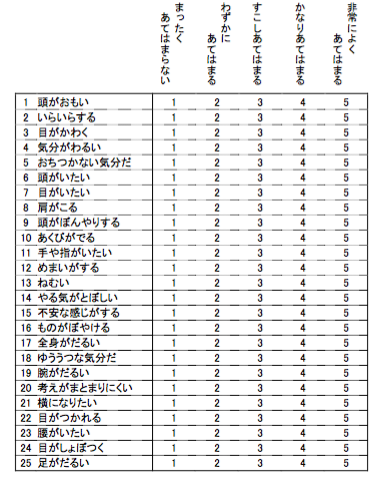 まったく
あてはまらない
わずかに
あてはまる
すこしあてはまる
かなりあてはまる
非常によく
あてはまる
1 頭がおもい 1 2 3 4 5
2 いらいらする 1 2 3 4 5
3 目がかわく 1 2 3 4 5
4 気分がわるい 1 2 3 4 5
5 おちつかない気分だ 1 2 3 4 5
6 頭がいたい 1 2 3 4 5
7 目がいたい 1 2 3 4 5
8 肩がこる 1 2 3 4 5
9 頭がぼんやりする 1 2 3 4 5
10 あくびがでる 1 2 3 4 5
11 手や指がいたい 1 2 3 4 5
12 めまいがする 1 2 3 4 5
13 ねむい 1 2 3 4 5
14 やる気がとぼしい 1 2 3 4 5
15 不安な感じがする 1 2 3 4 5
16 ものがぼやける 1 2 3 4 5
17 全身がだるい 1 2 3 4 5
18 ゆううつな気分だ 1 2 3 4 5
19 腕がだるい 1 2 3 4 5
20 考えがまとまりにくい 1 2 3 4 5
21 横になりたい 1 2 3 4 5
22 目がつかれる 1 2 3 4 5
23 腰がいたい 1 2 3 4 5
24 目がしょぼつく 1 2 3 4 5
25 足がだるい 1 2 3 4 5